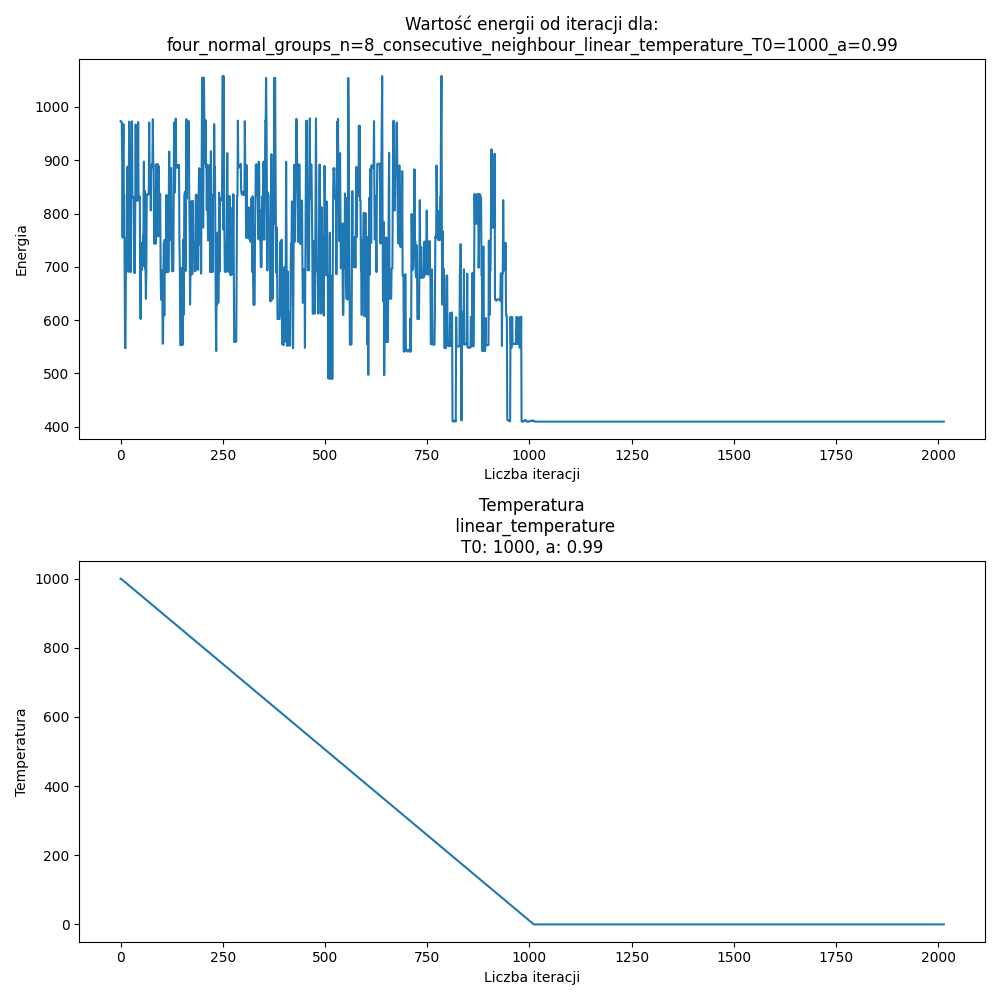 Wartość energii od iteracji dla:
four_normal_groups_n=8_consecutive_neighbour_linear_temperature_T0=1000_a=0.99
1000
900
800
700
600
500
400
Energia
0 250 500 750 1000 1250 1500 1750 2000
Liczba iteracji
Temperatura
linear_temperature
T0: 1000, a: 0.99
1000
800
600
400
200
0
Temperatura
0 250 500 750 1000 1250 1500 1750 2000
Liczba iteracji